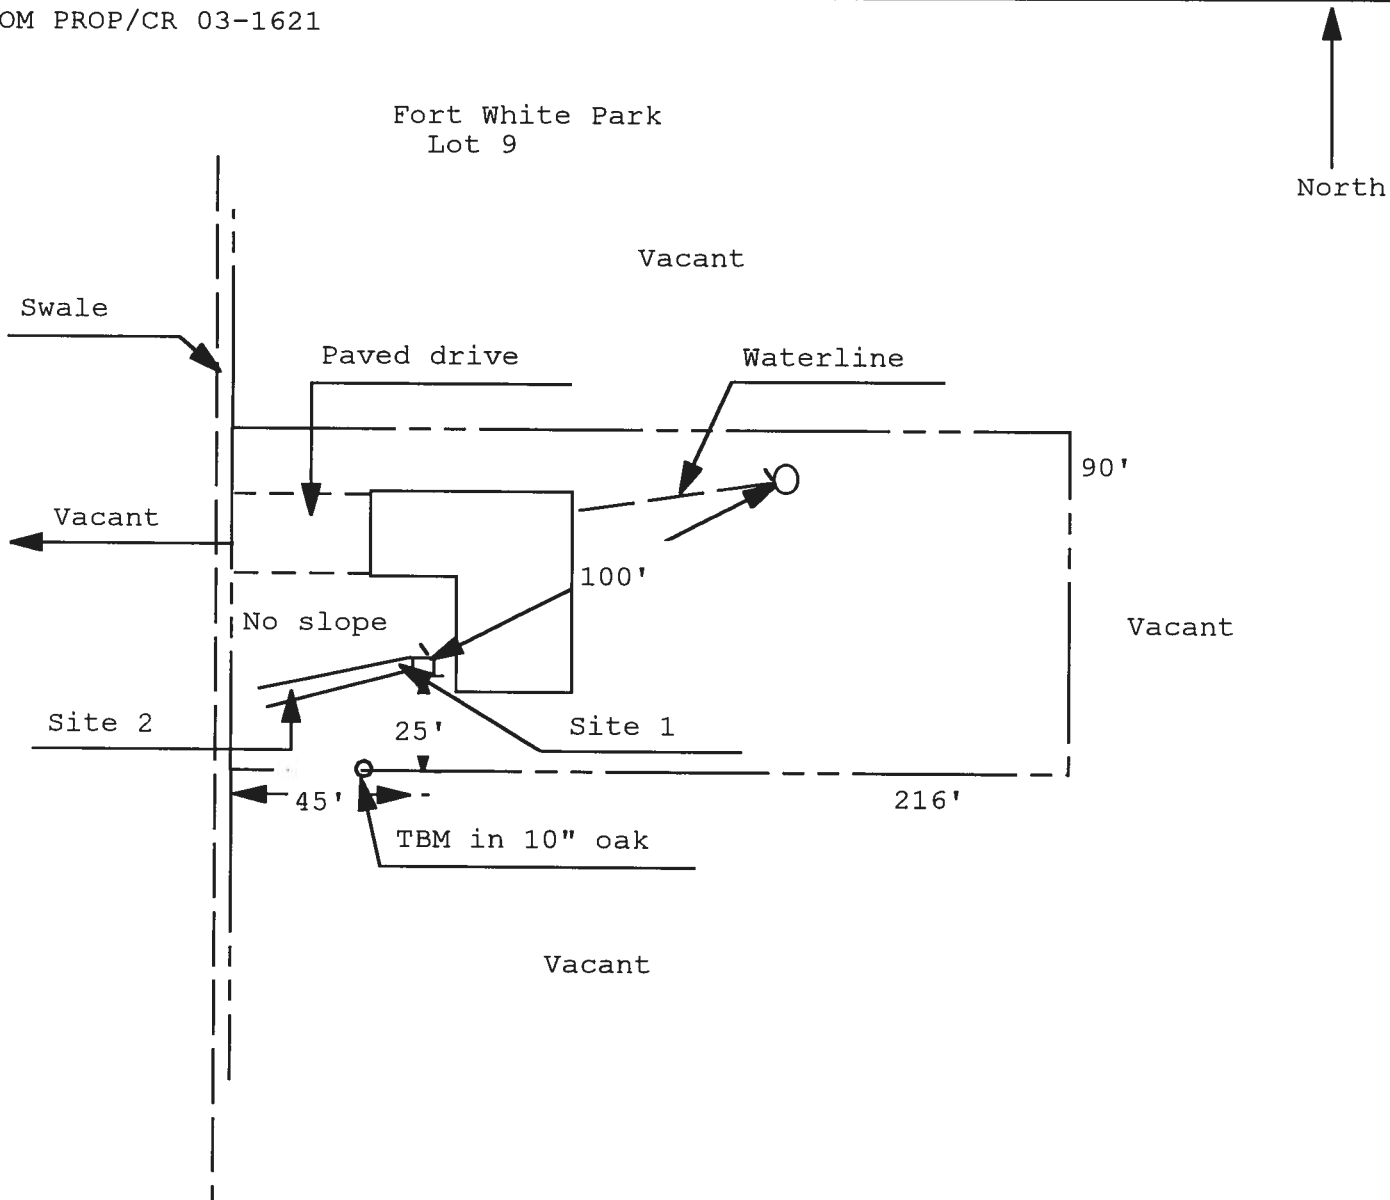 OM PROP/CR 03-1621
Fort White Park
Lot 9
North
Vacant
Swale
Paved drive
Waterline
90'
Vacant
100'
No slope
Vacant
Site 2
25'
Site 1
45'
216'
TBM in 10" oak
Vacant